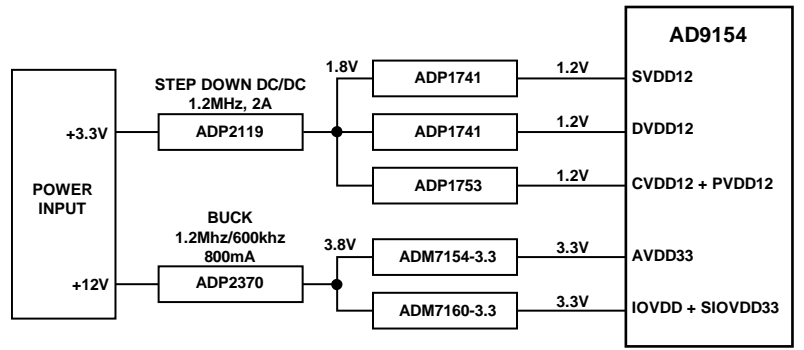 AD9154
POWER
INPUT
+3.3V
+12V
STEP DOWN DC/DC
1.2MHz, 2A
ADP2119
1.8V
ADP1741
1.2V
SVDD12
ADP1741
1.2V
DVDD12
ADP1753
1.2V
CVDD12 + PVDD12
BUCK
1.2Mhz/600khz
800mA
ADP2370
3.8V
ADM7154-3.3
3.3V
AVDD33
ADM7160-3.3
3.3V
IOVDD + SIOVDD33